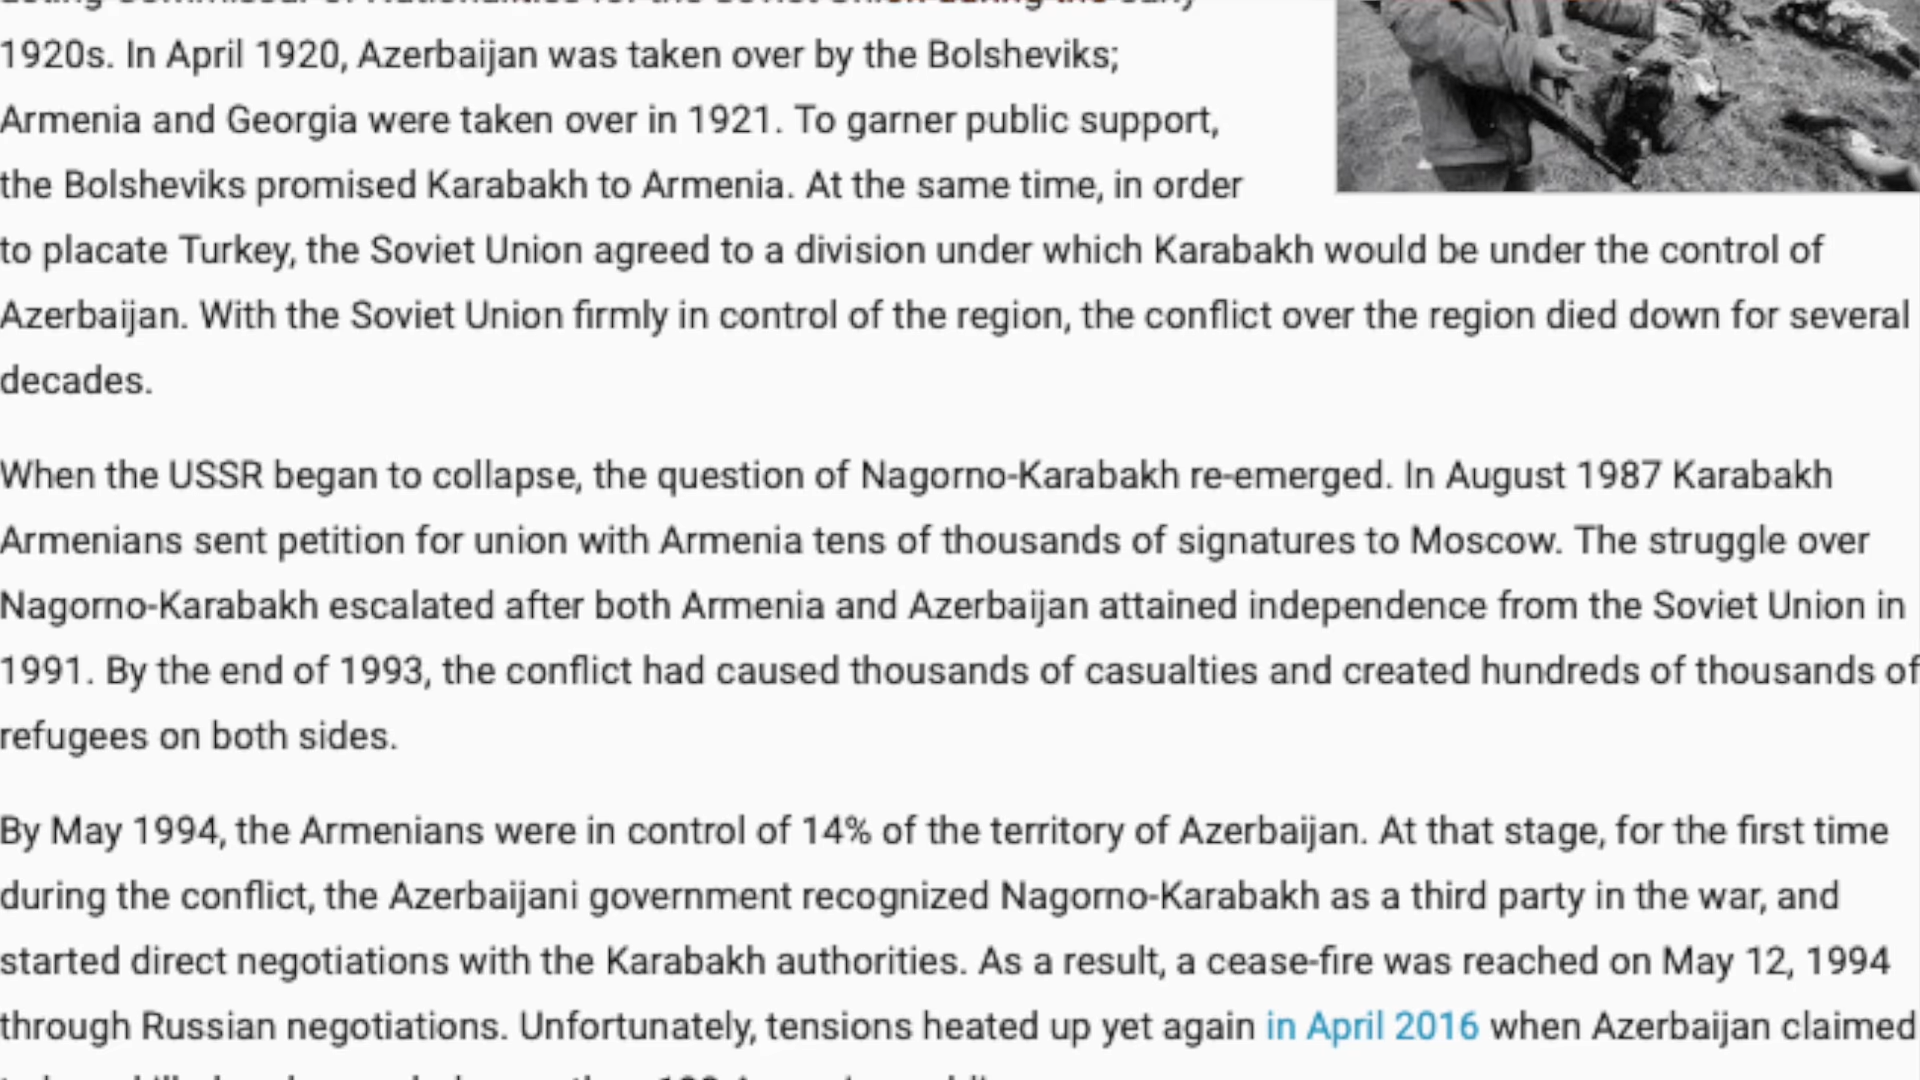 1920s. In April 1920, Azerbaijan was taken over by the Bolsheviks;
Armenia and Georgia were taken over in 1921. To garner public support,
the Bolsheviks promised Karabakh to Armenia. At the same time, in order
to placate Turkey, the Soviet Union agreed to a division under which Karabakh would be under the control of
Azerbaijan. With the Soviet Union firmly in control of the region, the conflict over the region died down for several
decades.
When the USSR began to collapse, the question of Nagorno-Karabakh re-emerged. In August 1987 Karabakh
Armenians sent petition for union with Armenia tens of thousands of signatures to Moscow. The struggle over
Nagorno-Karabakh escalated after both Armenia and Azerbaijan attained independence from the Soviet Union in
1991. By the end of 1993, the conflict had caused thousands of casualties and created hundreds of thousands of
refugees on both sides.
By May 1994, the Armenians were in control of 14% of the territory of Azerbaijan. At that stage, for the first time
during the conflict, the Azerbaijani government recognized Nagorno-Karabakh as a third party in the war, and
started direct negotiations with the Karabakh authorities. As a result, a cease-fire was reached on May 12, 1994
through Russian negotiations. Unfortunately, tensions heated up yet again in April 2016 when Azerbaijan claimed